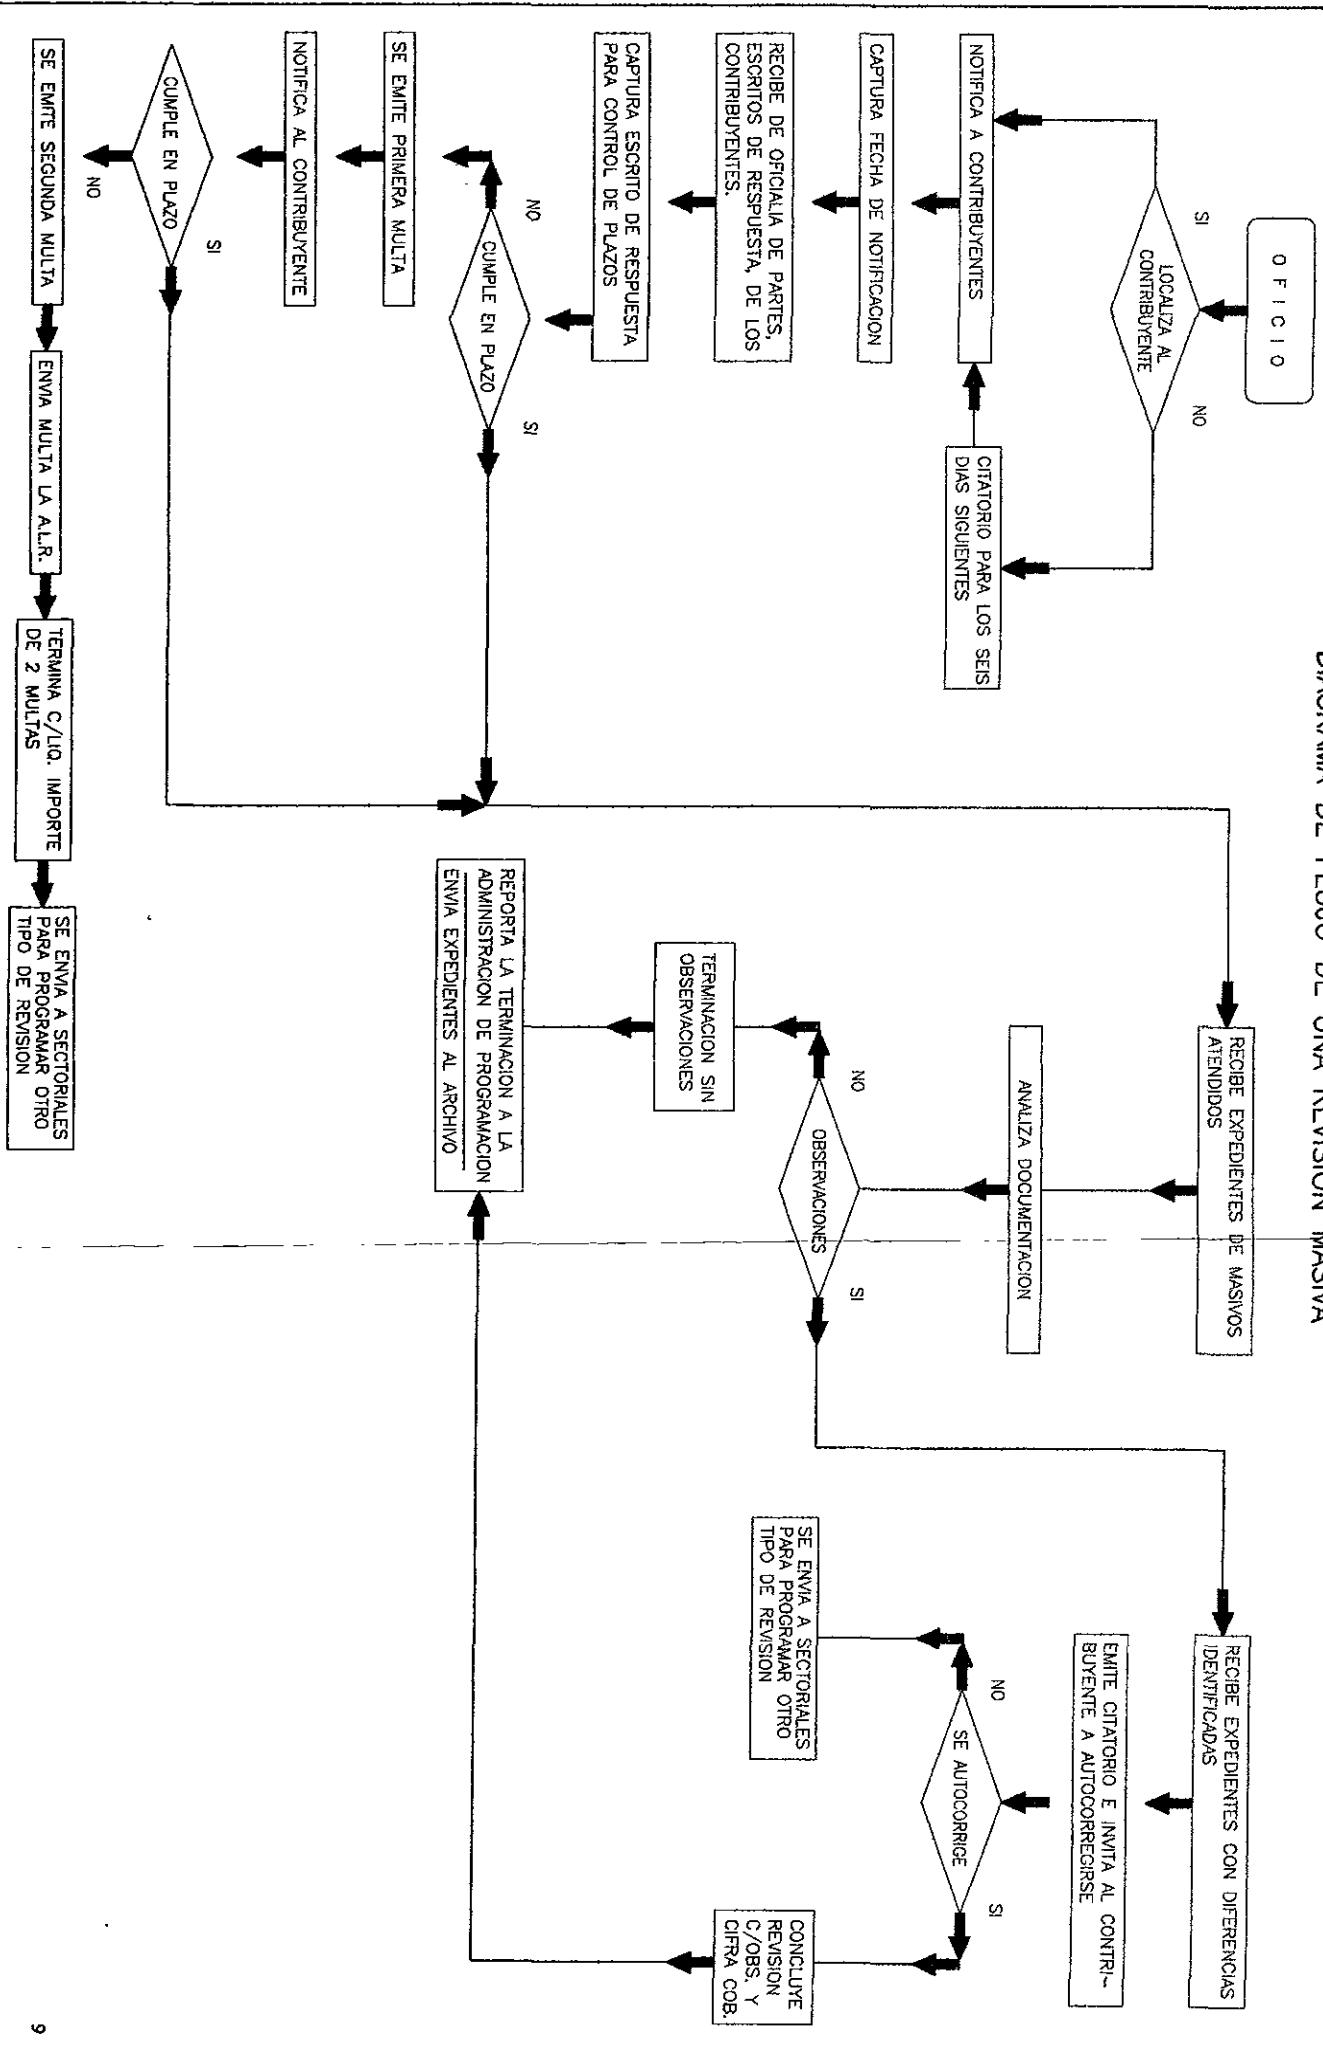 DIAGRAMA DE FLUJO DE UNA REVISION MASIVA
O F I C I O
LOCALIZA AL
CONTRIBUYENTE
SI
NO
NOTIFICA A CONTRIBUYENTES
CITATORIO PARA LOS SEIS
DIAS SIGUIENTES
CAPTURA FECHA DE NOTIFICACION
RECIBE DE OFICIALIA DE PARTES,
ESCRITOS DE RESPUESTA, DE LOS
CONTRIBUYENTES.
CAPTURA ESCRITO DE RESPUESTA
PARA CONTROL DE PLAZOS
CUMPLE EN PLAZO
NO
SI
SE EMITE PRIMERA MULTA
NOTIFICA AL CONTRIBUYENTE
CUMPLE EN PLAZO
SI
NO
SE EMITE SEGUNDA MULTA
ENVIA MULTA LA A.L.R.
TERMINA C/LIQ. IMPORTE
DE 2 MULTAS
SE ENVIA A SECTORIALES
PARA PROGRAMAR OTRO
TIPO DE REVISION
RECIBE EXPEDIENTES DE MASIVOS
ATENDIDOS
ANALIZA DOCUMENTACION
OBSERVACIONES
NO
SI
TERMINACION SIN
OBSERVACIONES
REPORTA LA TERMINACION A LA
ADMINISTRACION DE PROGRAMACION
ENVIA EXPEDIENTES AL ARCHIVO
RECIBE EXPEDIENTES CON DIFERENCIAS
IDENTIFICADAS
EMITE CITATORIO E INVITA AL CONTRI-
BUYENTE A AUTOCORREGIRSE
SE AUTOCORRIGE
NO
SI
SE ENVIA A SECTORIALES
PARA PROGRAMAR OTRO
TIPO DE REVISION
CONCLUYE
REVISION
C/OBS. Y
CIFRA COB.
9